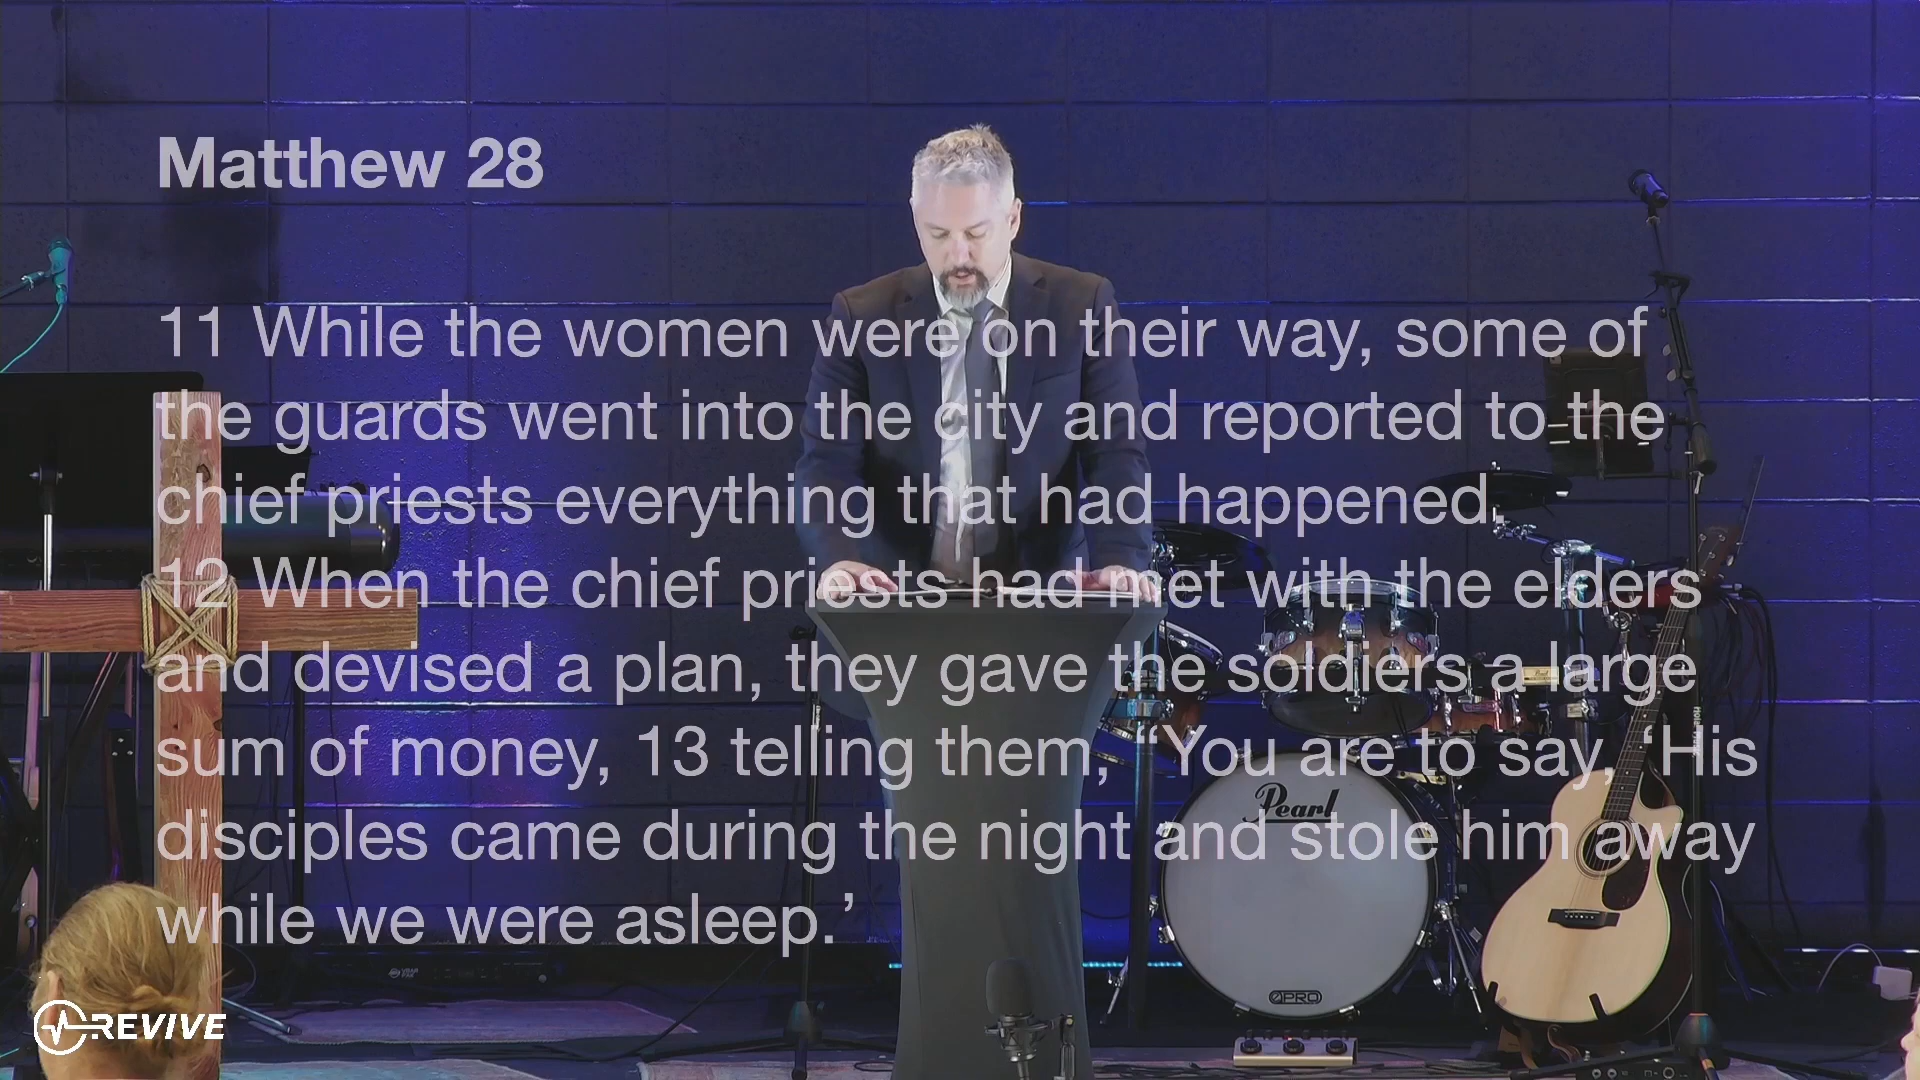 Matthew 28
11 While the women were on their way, some of
the guards went into the city and reported to the
chief priests everything that had happened.
12 When the chief priests had met with the elders
and devised a plan, they gave the soldiers a large
sum of money, 13 telling them, “You are to say, ‘His
disciples came during the night and stole him away
while we were asleep.’
Pearl
PRO
REVIVE